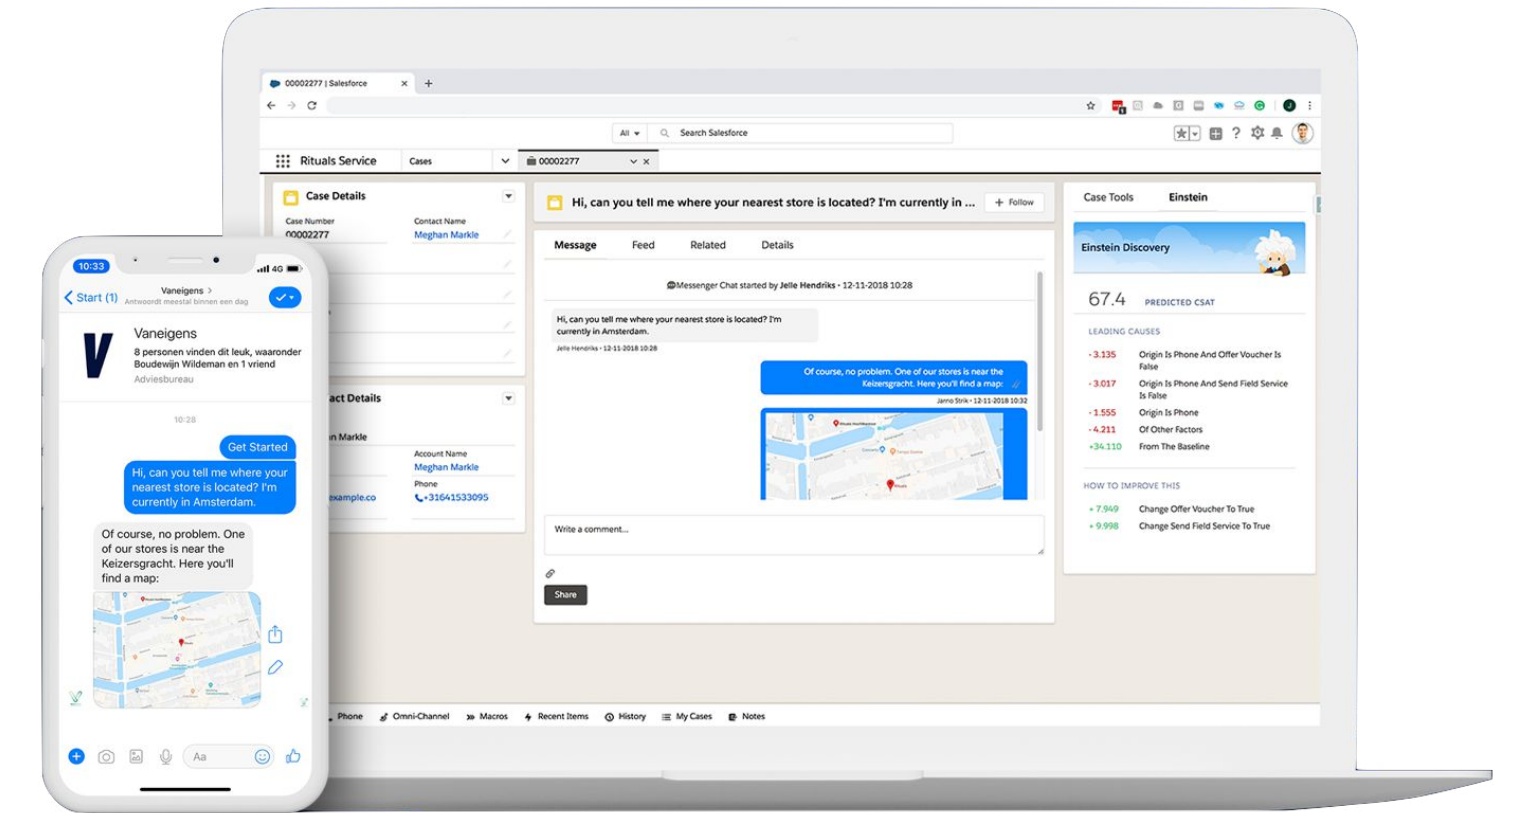 00002277 | Salesforce
All
Search Salesforce
Rituals Service
Cases
00002277
Case Details
Case Number
00002277
Contact Name
Meghan Markle
act Details
n Markle
Account Name
Meghan Markle
example.co
Phone
+31641533095
Hi, can you tell me where your nearest store is located? I'm currently in ...
+ Follow
Message
Feed
Related
Details
Messenger Chat started by Jelle Hendriks • 12-11-2018 10:28
Hi, can you tell me where your nearest store is located? I'm
currently in Amsterdam.
Jelle Hendriks • 12-11-2018 10:28
Of course, no problem. One of our stores is near the
Keizersgracht. Here you'll find a map:
Jarno Strik • 12-11-2018 10:32
Rituals
Write a comment...
Share
Case Tools
Einstein
Einstein Discovery
67.4 PREDICTED CSAT
LEADING CAUSES
- 3.135 Origin Is Phone And Offer Voucher Is
False
- 3.017 Origin Is Phone And Send Field Service
Is False
- 1.555 Origin Is Phone
- 4.211 Of Other Factors
+34.110 From The Baseline
HOW TO IMPROVE THIS
+ 7.949 Change Offer Voucher To True
+ 9.998 Change Send Field Service To True
Phone
Omni-Channel
Macros
Recent Items
History
My Cases
Notes
10:33
4G
Start (1)
Vaneigens >
Antwoordt meestal binnen een dag
V
Vaneigens
8 personen vinden dit leuk, waaronder
Boudewijn Wildeman en 1 vriend
Adviesbureau
10:28
Get Started
Hi, can you tell me where your
nearest store is located? I'm
currently in Amsterdam.
Of course, no problem. One
of our stores is near the
Keizersgracht. Here you'll
find a map:
Rituals
Aa